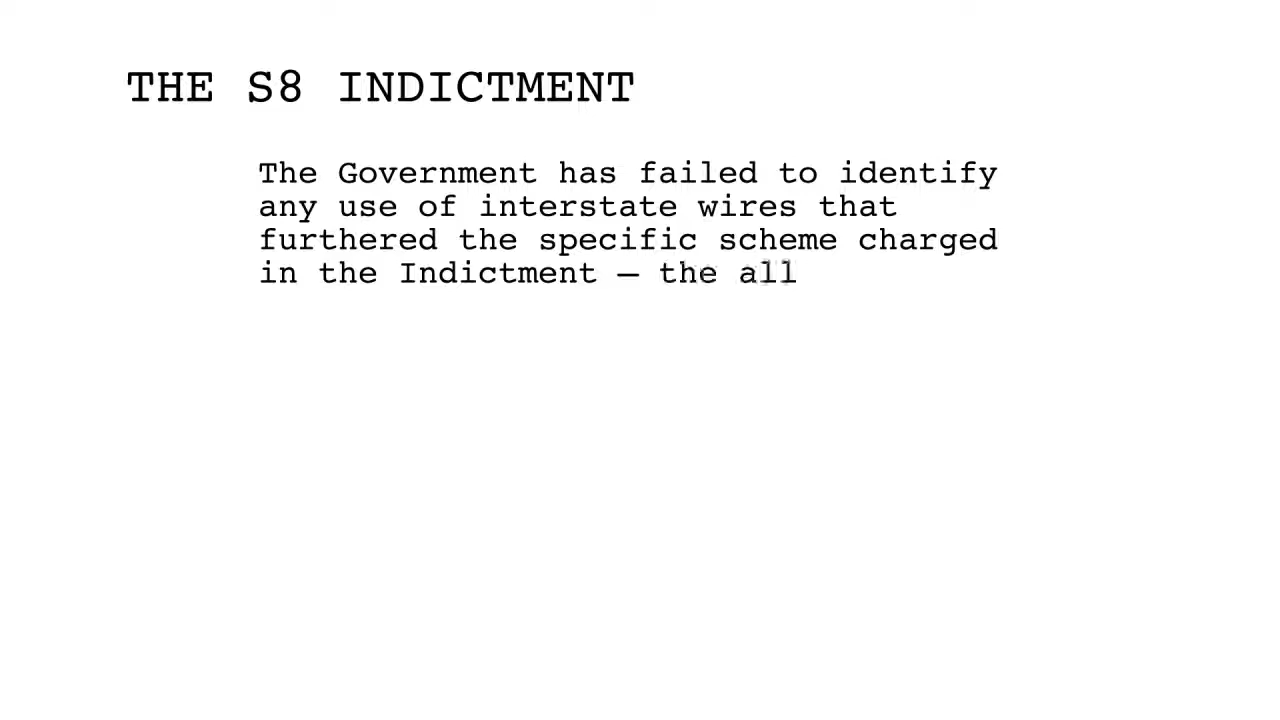 THE S8 INDICTMENT
The Government has failed to identify
any use of interstate wires that
furthered the specific scheme charged
in the Indictment — the all